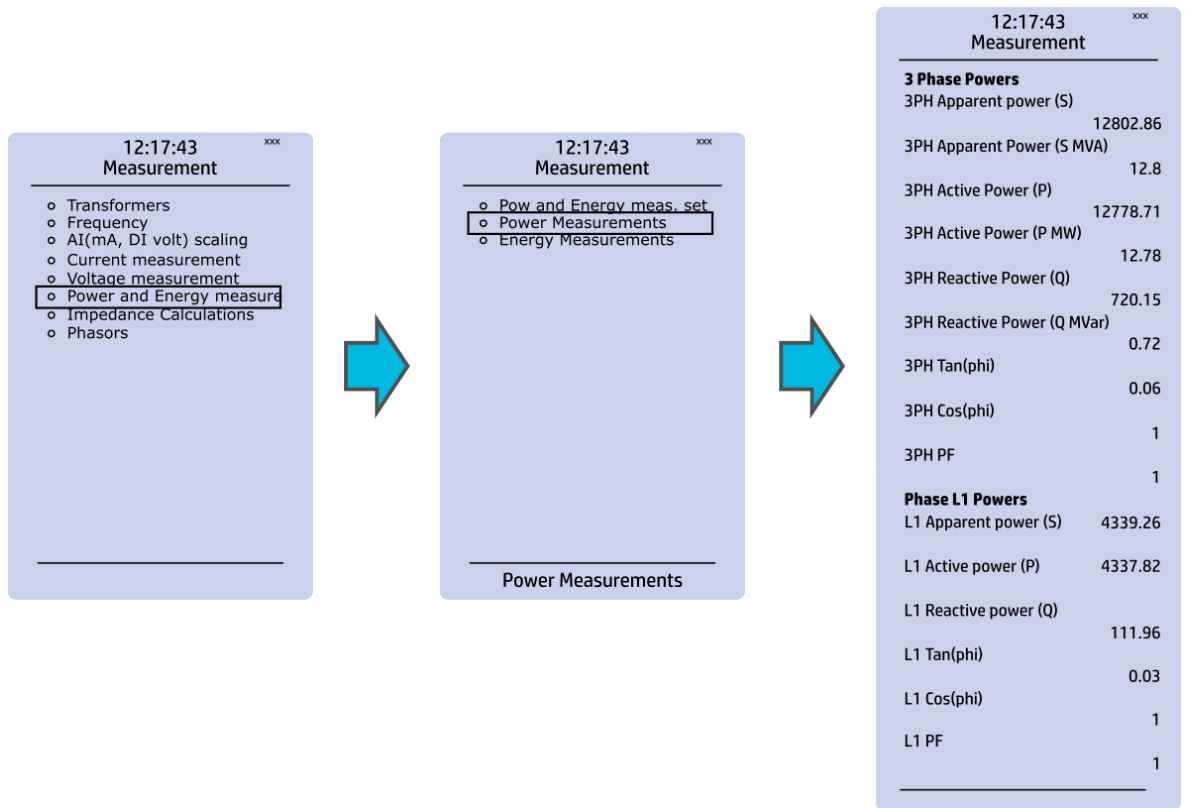 12:17:43 xxx
Measurement
Transformers
Frequency
AI(mA, DI volt) scaling
Current measurement
Voltage measurement
Power and Energy measure
Impedance Calculations
Phasors
12:17:43 xxx
Measurement
Pow and Energy meas. set
Power Measurements
Energy Measurements
Power Measurements
12:17:43 xxx
Measurement
3 Phase Powers
3PH Apparent power (S)
12802.86
3PH Apparent Power (S MVA)
12.8
3PH Active Power (P)
12778.71
3PH Active Power (P MW)
12.78
3PH Reactive Power (Q)
720.15
3PH Reactive Power (Q MVar)
0.72
3PH Tan(phi)
0.06
3PH Cos(phi)
1
3PH PF
1
Phase L1 Powers
L1 Apparent power (S) 4339.26
L1 Active power (P) 4337.82
L1 Reactive power (Q)
111.96
L1 Tan(phi)
0.03
L1 Cos(phi)
1
L1 PF
1